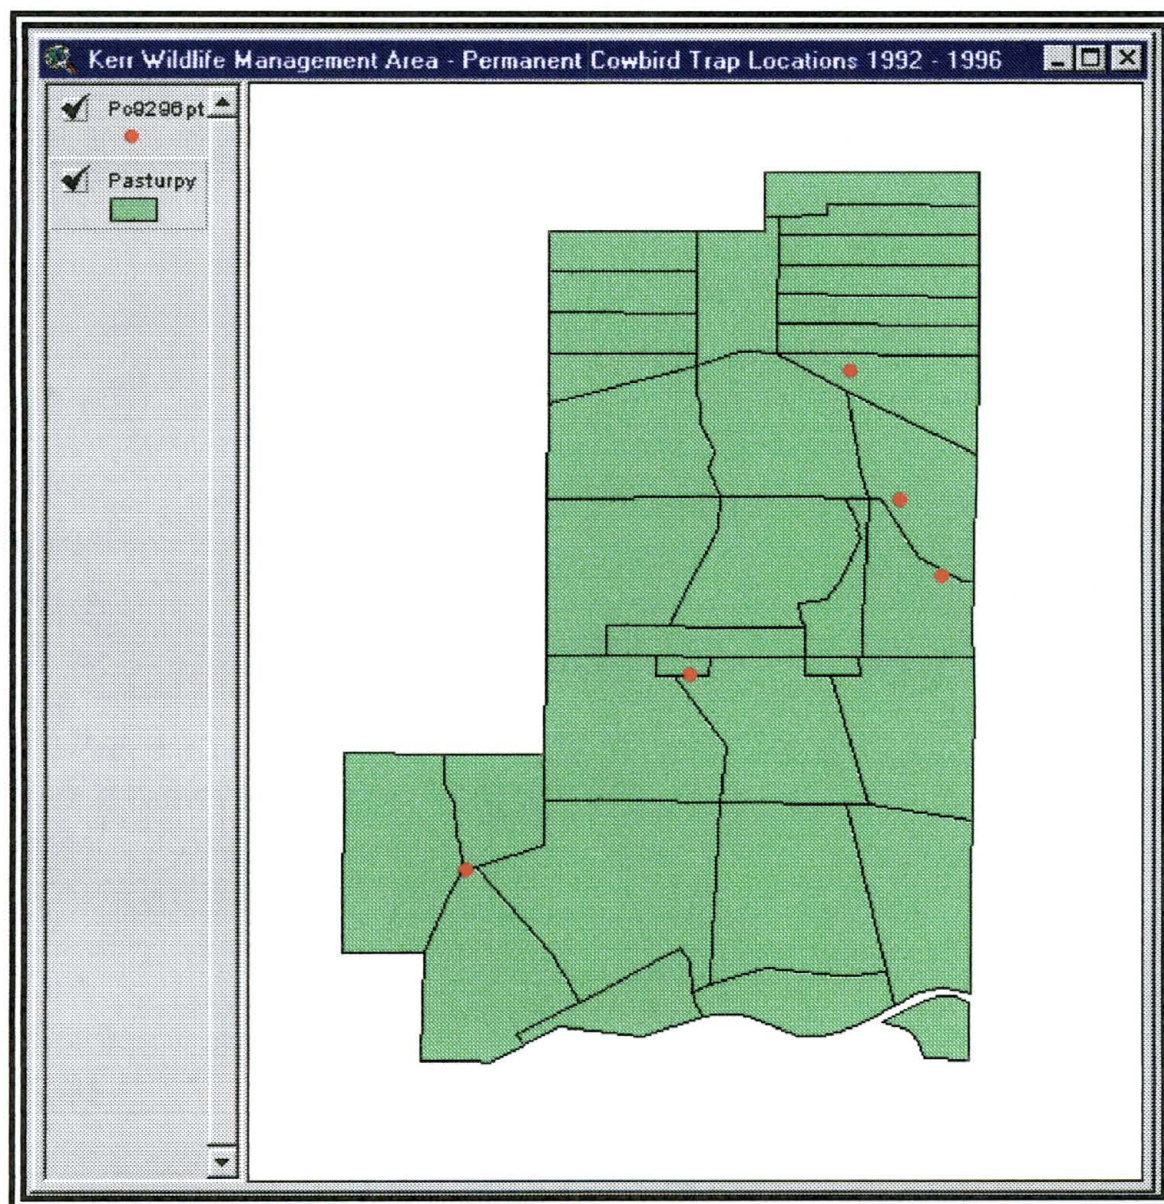 Kerr Wildlife Management Area - Permanent Cowbird Trap Locations 1992 - 1996
Pc9296pt
Pasturpy